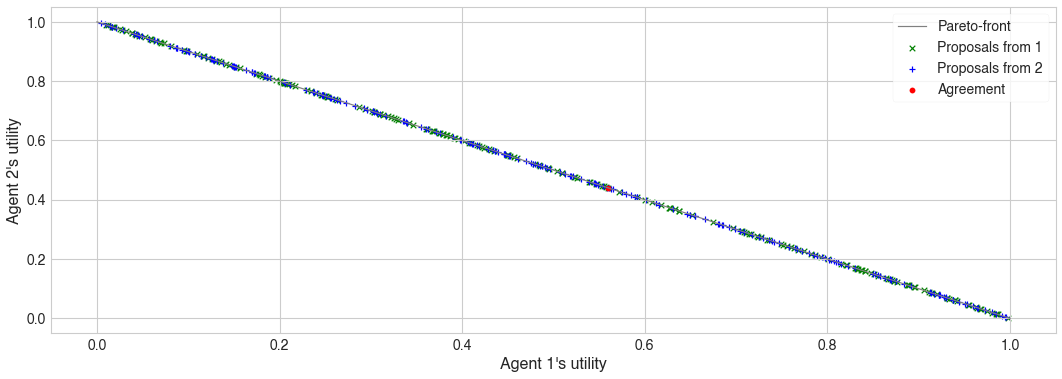 Pareto-front
Proposals from 1
Proposals from 2
Agreement
1.0
0.8
0.6
0.4
0.2
0.0
Agent 2's utility
0.0 0.2 0.4 0.6 0.8 1.0
Agent 1's utility